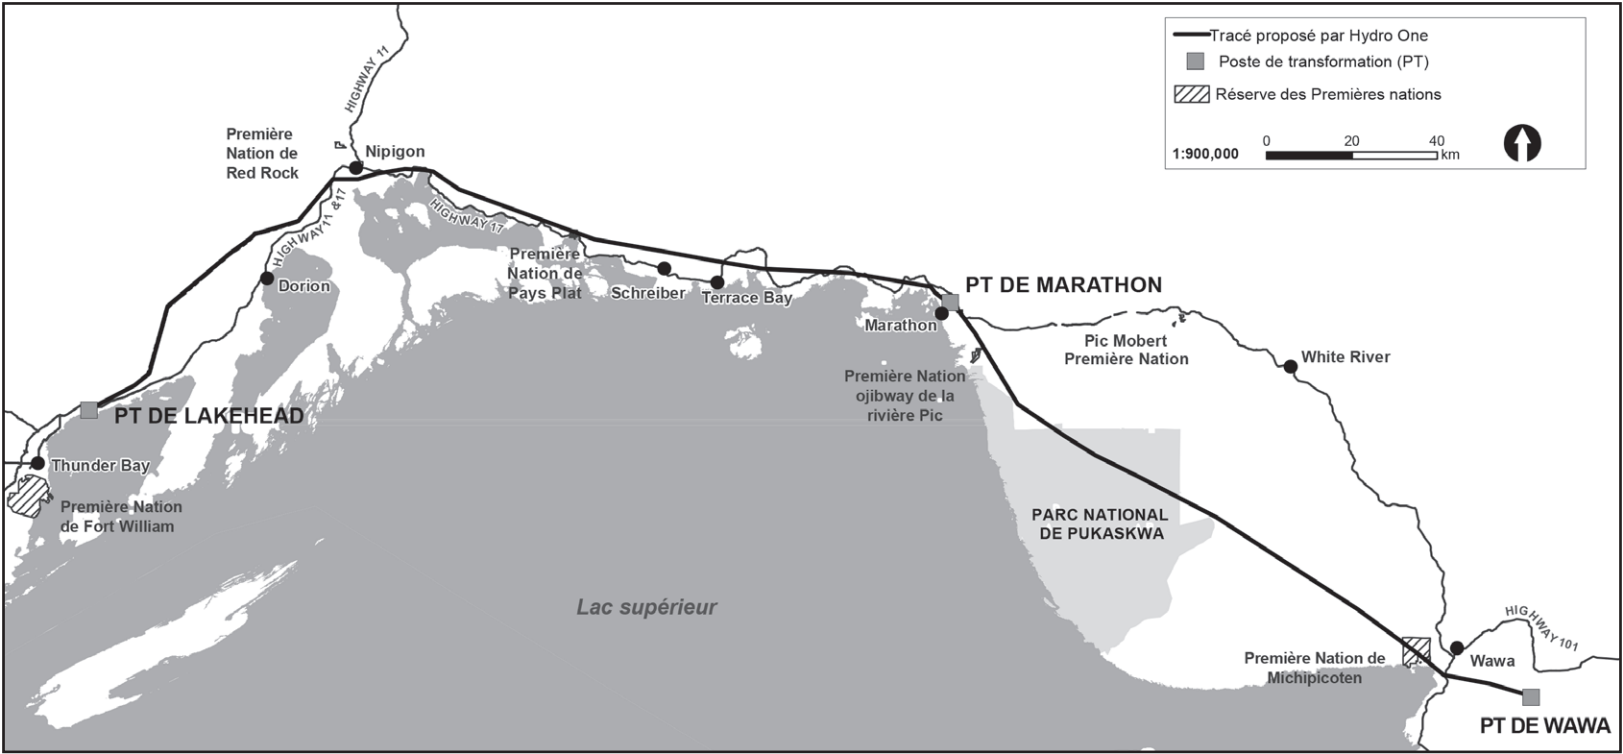 Tracé proposé par Hydro One
Poste de transformation (PT)
Réserve des Premières nations
1:900,000
0 20 40
km
HIGHWAY 11
Première
Nation de
Red Rock
Nipigon
HIGHWAY 11 & 17
HIGHWAY 17
Dorion
Première
Nation de
Pays Plat
Schreiber
Terrace Bay
PT DE MARATHON
Marathon
Pic Mobert
Première Nation
White River
Première Nation
ojibway de la
rivière Pic
PT DE LAKEHEAD
Thunder Bay
Première Nation
de Fort William
PARC NATIONAL
DE PUKASKWA
Lac supérieur
HIGHWAY 101
Première Nation de
Michipicoten
Wawa
PT DE WAWA